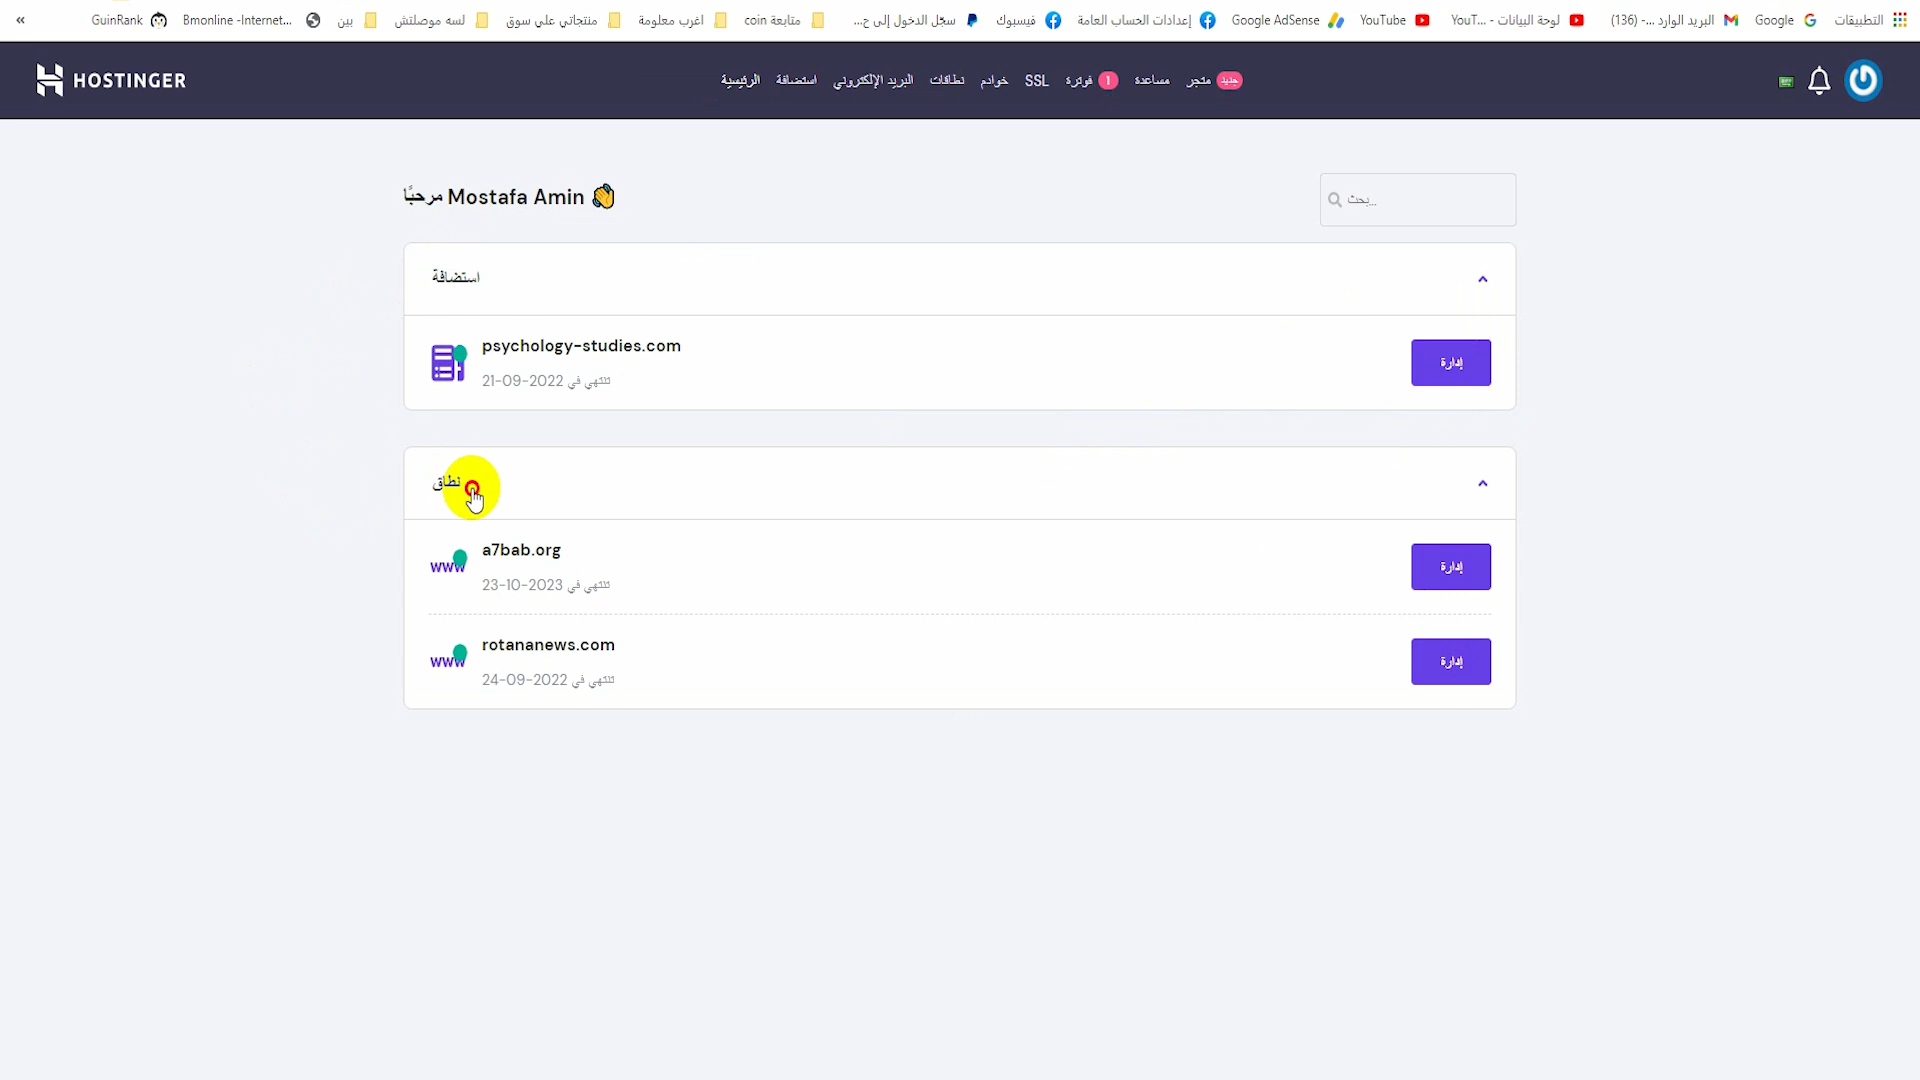 التطبيقات
Google
البريد الوارد ...- (136)
لوحة البيانات - ...YouT
YouTube
Google AdSense
إعدادات الحساب العامة
فيسبوك
سجّل الدخول إلى ح...
متابعة coin
اغرب معلومة
منتجاتي علي سوق
لسه موصلتش
بين
Bmonline -Internet...
GuinRank
«
HOSTINGER
الرئيسية
استضافة
البريد الإلكتروني
نطاقات
خوادم
SSL
فوترة 1
مساعدة
متجر جديد
مرحبًا Mostafa Amin
بحث...
استضافة
psychology-studies.com
تنتهي في 2022-09-21
إدارة
نطاق
a7bab.org
تنتهي في 2023-10-23
إدارة
rotananews.com
تنتهي في 2022-09-24
إدارة